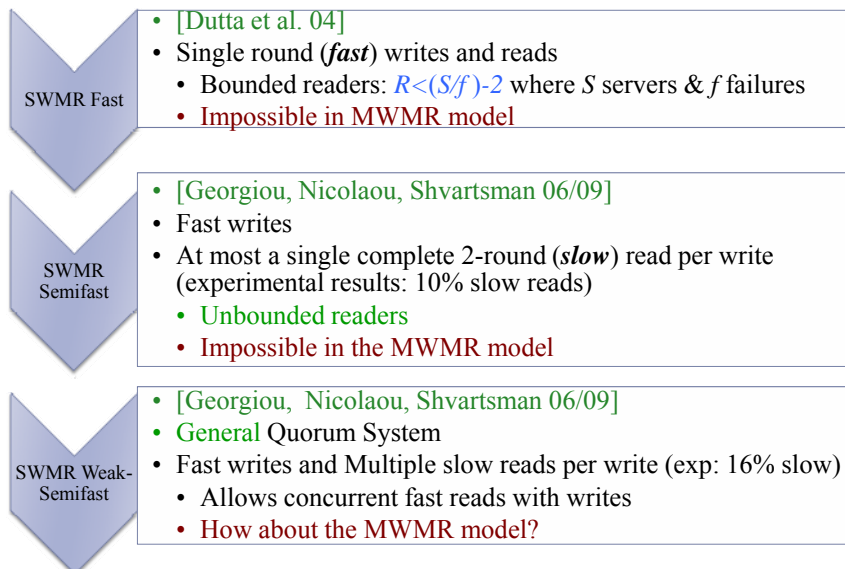 SWMR Fast
• [Dutta et al. 04]
• Single round (fast) writes and reads
• Bounded readers: R<(S/f)-2 where S servers & f failures
• Impossible in MWMR model
SWMR
Semifast
• [Georgiou, Nicolaou, Shvartsman 06/09]
• Fast writes
• At most a single complete 2-round (slow) read per write
(experimental results: 10% slow reads)
• Unbounded readers
• Impossible in the MWMR model
SWMR Weak-
Semifast
• [Georgiou, Nicolaou, Shvartsman 06/09]
• General Quorum System
• Fast writes and Multiple slow reads per write (exp: 16% slow)
• Allows concurrent fast reads with writes
• How about the MWMR model?